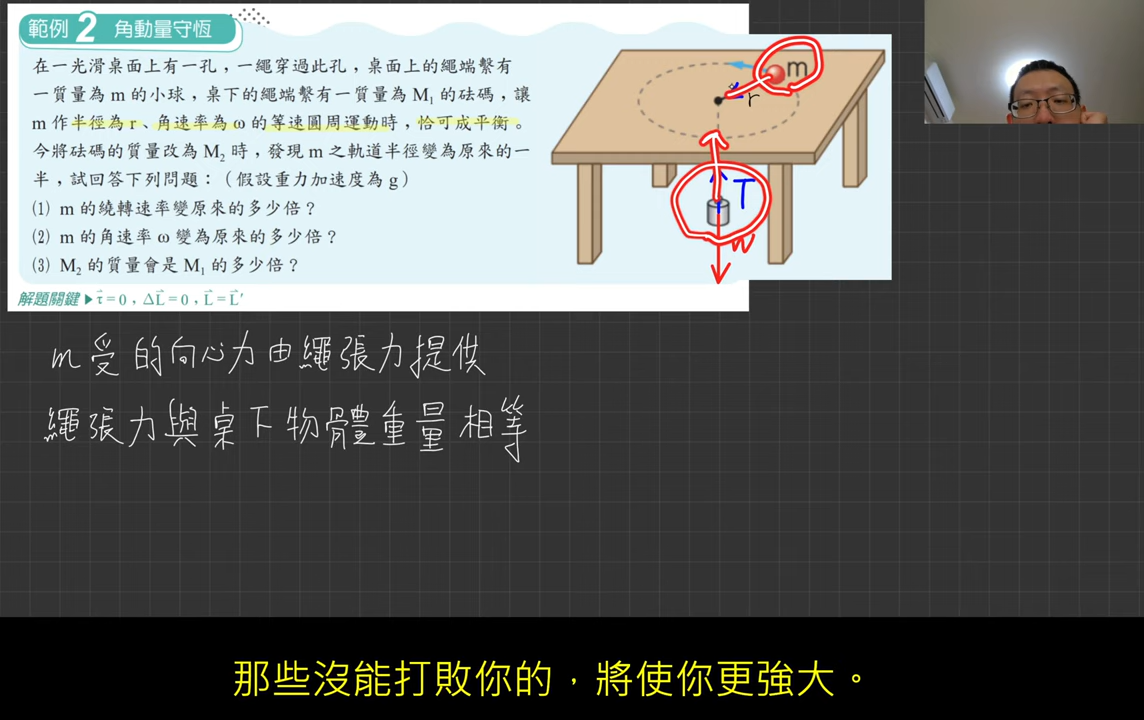 範例 2 角動量守恆
在一光滑桌面上有一孔，一繩穿過此孔，桌面上的繩端繫有
一質量為 m 的小球，桌下的繩端繫有一質量為 M₁ 的砝碼，讓
m 作半徑為 r、角速率為 ω 的等速圓周運動時，恰可成平衡。
今將砝碼的質量改為 M₂ 時，發現 m 之軌道半徑變為原來的一
半，試回答下列問題：（假設重力加速度為 g）
(1) m 的繞轉速率變原來的多少倍？
(2) m 的角速率 ω 變為原來的多少倍？
(3) M₂ 的質量會是 M₁ 的多少倍？
解題關鍵▶τ⃗＝0，ΔL⃗＝0，L⃗＝L⃗′
m
r
T
W
m受的向心力由繩張力提供
繩張力與桌下物體重量相等
那些沒能打敗你的，將使你更強大。